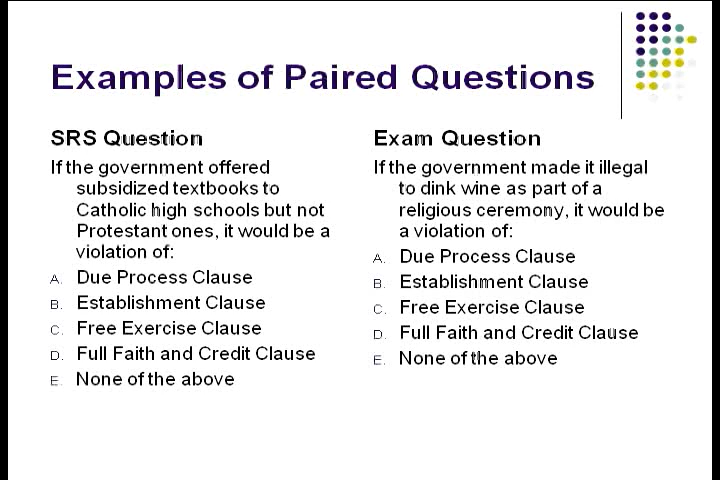 Examples of Paired Questions
SRS Question
If the government offered
subsidized textbooks to
Catholic high schools but not
Protestant ones, it would be a
violation of:
A. Due Process Clause
B. Establishment Clause
C. Free Exercise Clause
D. Full Faith and Credit Clause
E. None of the above
Exam Question
If the government made it illegal
to dink wine as part of a
religious ceremony, it would be
a violation of:
A. Due Process Clause
B. Establishment Clause
C. Free Exercise Clause
D. Full Faith and Credit Clause
E. None of the above